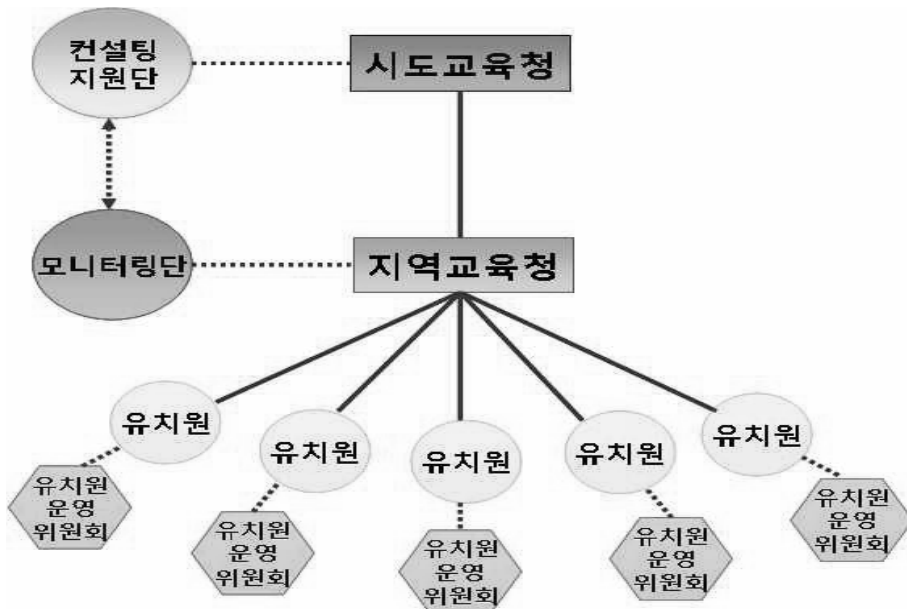 컨설팅
지원단
시도교육청
모니터링단
지역교육청
유치원
유치원
유치원
유치원
유치원
유치원
운영
위원회
유치원
운영
위원회
유치원
운영
위원회
유치원
운영
위원회
유치원
운영
위원회